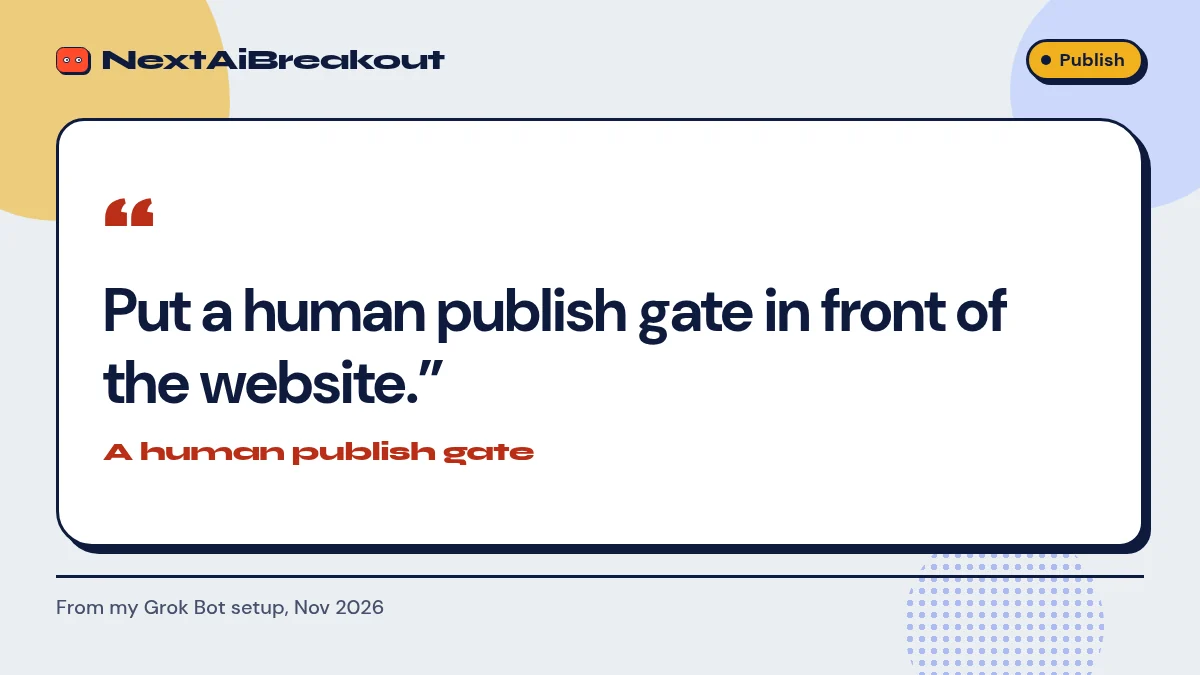 NextAiBreakout
Publish
“
Put a human publish gate in front of
the website.”
A human publish gate
From my Grok Bot setup, Nov 2026